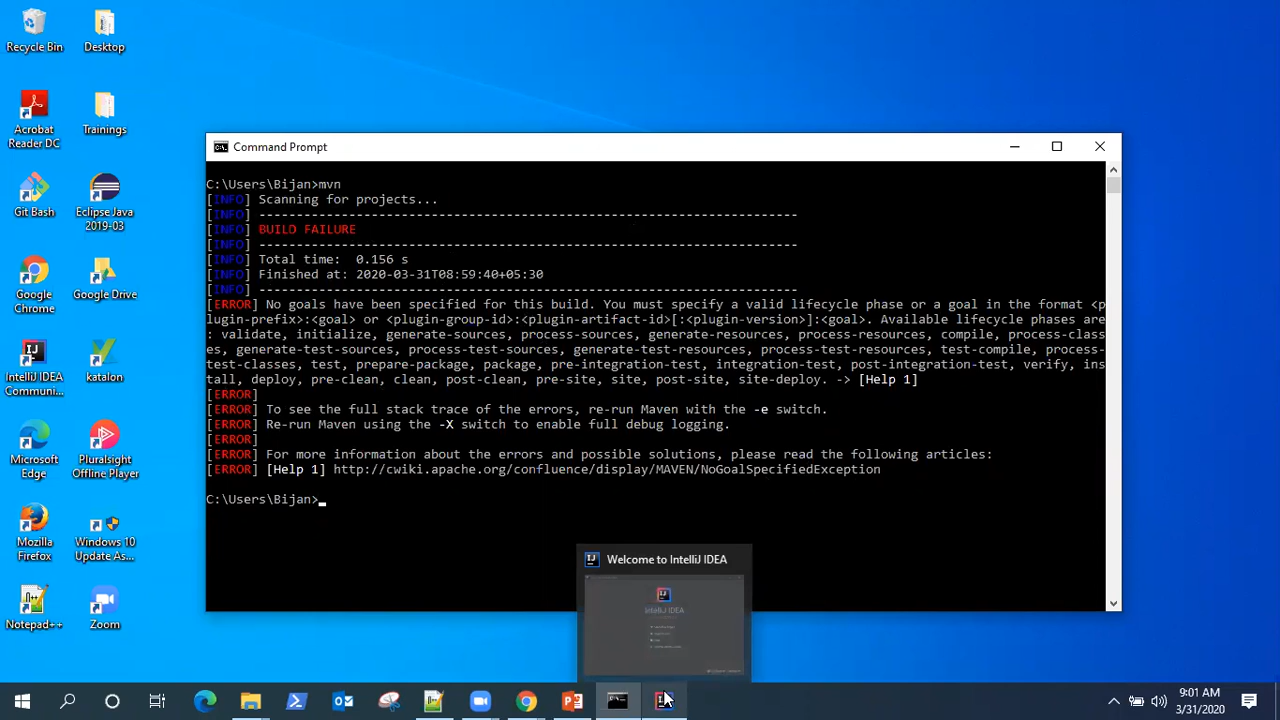 Recycle Bin
Desktop
Acrobat
Reader DC
Trainings
Git Bash
Eclipse Java
2019-03
Google
Chrome
Google Drive
IntelliJ IDEA
Communi...
katalon
Microsoft
Edge
Pluralsight
Offline Player
Mozilla
Firefox
Windows 10
Update As...
Notepad++
Zoom
Command Prompt
C:\Users\Bijan>mvn
[INFO] Scanning for projects...
[INFO] ------------------------------------------------------------------------
[INFO] BUILD FAILURE
[INFO] ------------------------------------------------------------------------
[INFO] Total time:  0.156 s
[INFO] Finished at: 2020-03-31T08:59:40+05:30
[INFO] ------------------------------------------------------------------------
[ERROR] No goals have been specified for this build. You must specify a valid lifecycle phase or a goal in the format <p
lugin-prefix>:<goal> or <plugin-group-id>:<plugin-artifact-id>[:<plugin-version>]:<goal>. Available lifecycle phases are
: validate, initialize, generate-sources, process-sources, generate-resources, process-resources, compile, process-class
es, generate-test-sources, process-test-sources, generate-test-resources, process-test-resources, test-compile, process-
test-classes, test, prepare-package, package, pre-integration-test, integration-test, post-integration-test, verify, ins
tall, deploy, pre-clean, clean, post-clean, pre-site, site, post-site, site-deploy. -> [Help 1]
[ERROR]
[ERROR] To see the full stack trace of the errors, re-run Maven with the -e switch.
[ERROR] Re-run Maven using the -X switch to enable full debug logging.
[ERROR]
[ERROR] For more information about the errors and possible solutions, please read the following articles:
[ERROR] [Help 1] http://cwiki.apache.org/confluence/display/MAVEN/NoGoalSpecifiedException
C:\Users\Bijan>_
Welcome to IntelliJ IDEA
IntelliJ IDEA
9:01 AM
3/31/2020